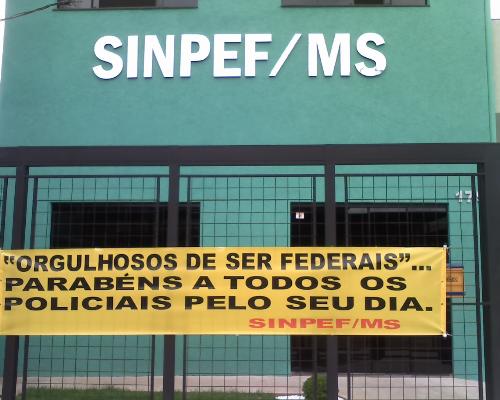 SINPEF/MS
"ORGULHOSOS DE SER FEDERAIS"...
PARABÉNS A TODOS OS
POLICIAIS PELO SEU DIA.
SINPEF/MS